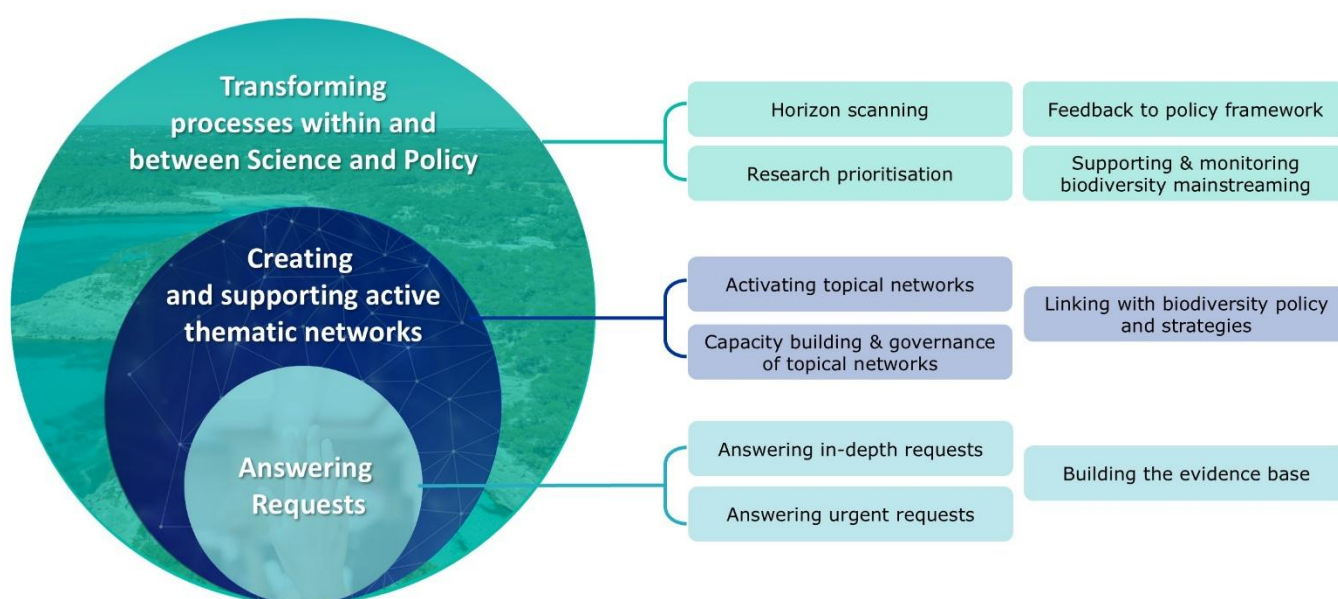 Transforming
processes within and
between Science and Policy
Horizon scanning
Feedback to policy framework
Research prioritisation
Supporting & monitoring
biodiversity mainstreaming
Creating
and supporting active
thematic networks
Activating topical networks
Capacity building & governance
of topical networks
Linking with biodiversity policy
and strategies
Answering
Requests
Answering in-depth requests
Answering urgent requests
Building the evidence base